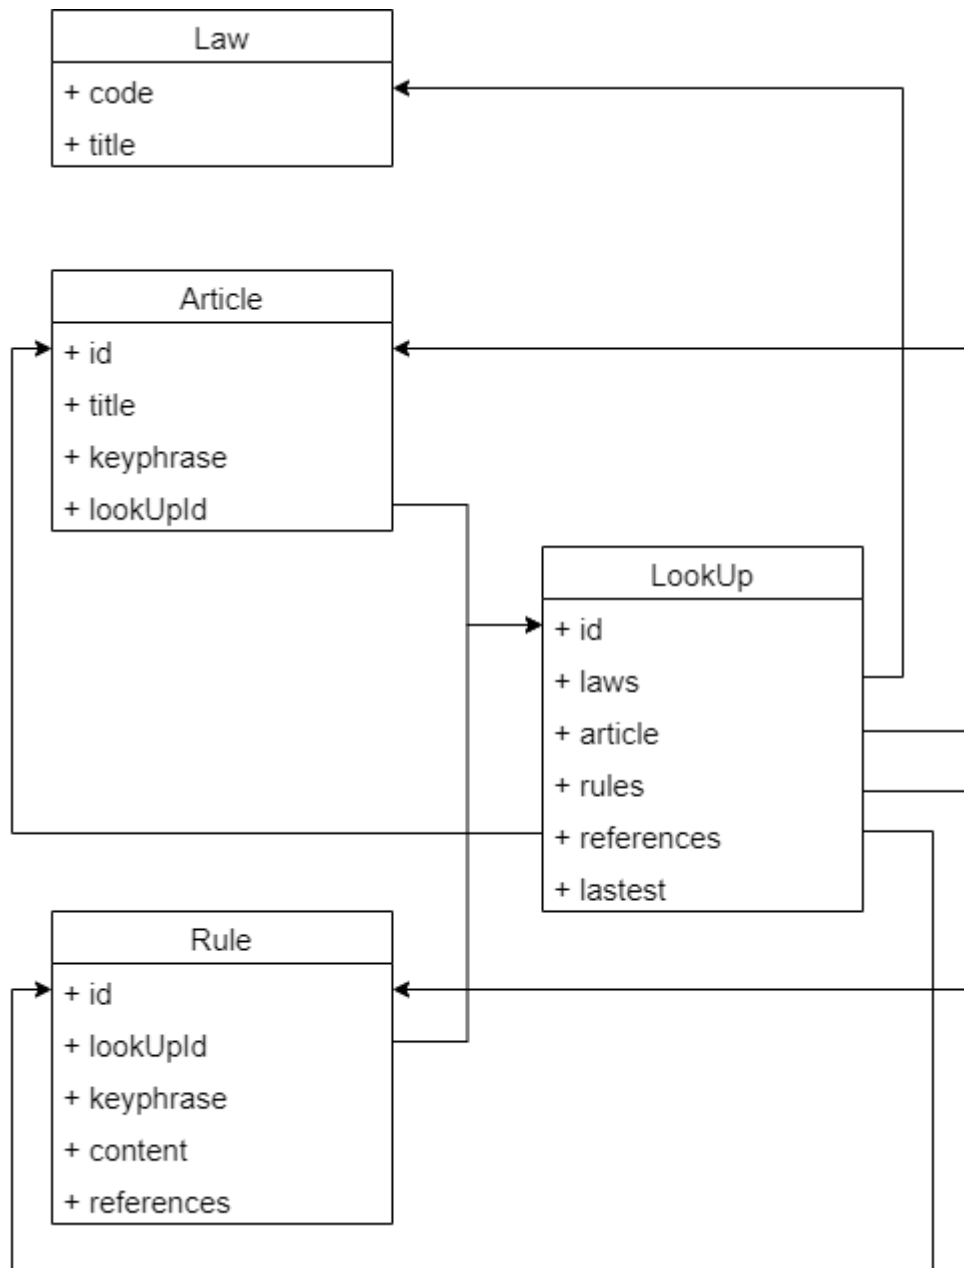 Law
+ code
+ title
Article
+ id
+ title
+ keyphrase
+ lookUpId
LookUp
+ id
+ laws
+ article
+ rules
+ references
+ lastest
Rule
+ id
+ lookUpId
+ keyphrase
+ content
+ references